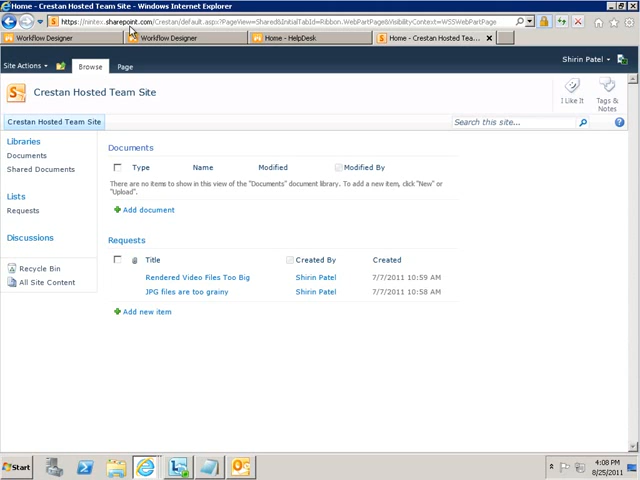 Home - Crestan Hosted Team Site - Windows Internet Explorer
https://nintex.sharepoint.com/Crestan/default.aspx?PageView=Shared&InitialTabId=Ribbon.WebPartPage&VisibilityContext=WSSWebPartPage
Workflow Designer
Workflow Designer
Home - HelpDesk
Home - Crestan Hosted Tea...
Site Actions
Browse
Page
Shirin Patel
Crestan Hosted Team Site
I Like It
Tags &
Notes
Crestan Hosted Team Site
Search this site...
Libraries
Documents
Shared Documents
Lists
Requests
Discussions
Recycle Bin
All Site Content
Documents
Type Name Modified Modified By
There are no items to show in this view of the "Documents" document library. To add a new item, click "New" or
"Upload".
Add document
Requests
Title Created By Created
Rendered Video Files Too Big Shirin Patel 7/7/2011 10:59 AM
JPG files are too grainy Shirin Patel 7/7/2011 10:58 AM
Add new item
Start
4:08 PM
8/25/2011